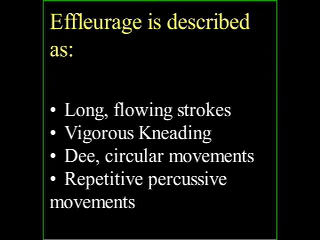 Effleurage is described
as:
• Long, flowing strokes
• Vigorous Kneading
• Dee, circular movements
• Repetitive percussive
movements